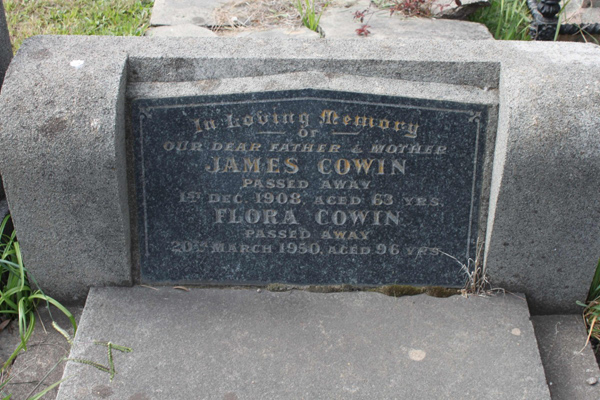 In Loving Memory
OF
OUR DEAR FATHER & MOTHER
JAMES COWIN
PASSED AWAY
1ST DEC. 1908, AGED 63 YRS.
FLORA COWIN
PASSED AWAY
20TH MARCH 1950, AGED 96 YRS.